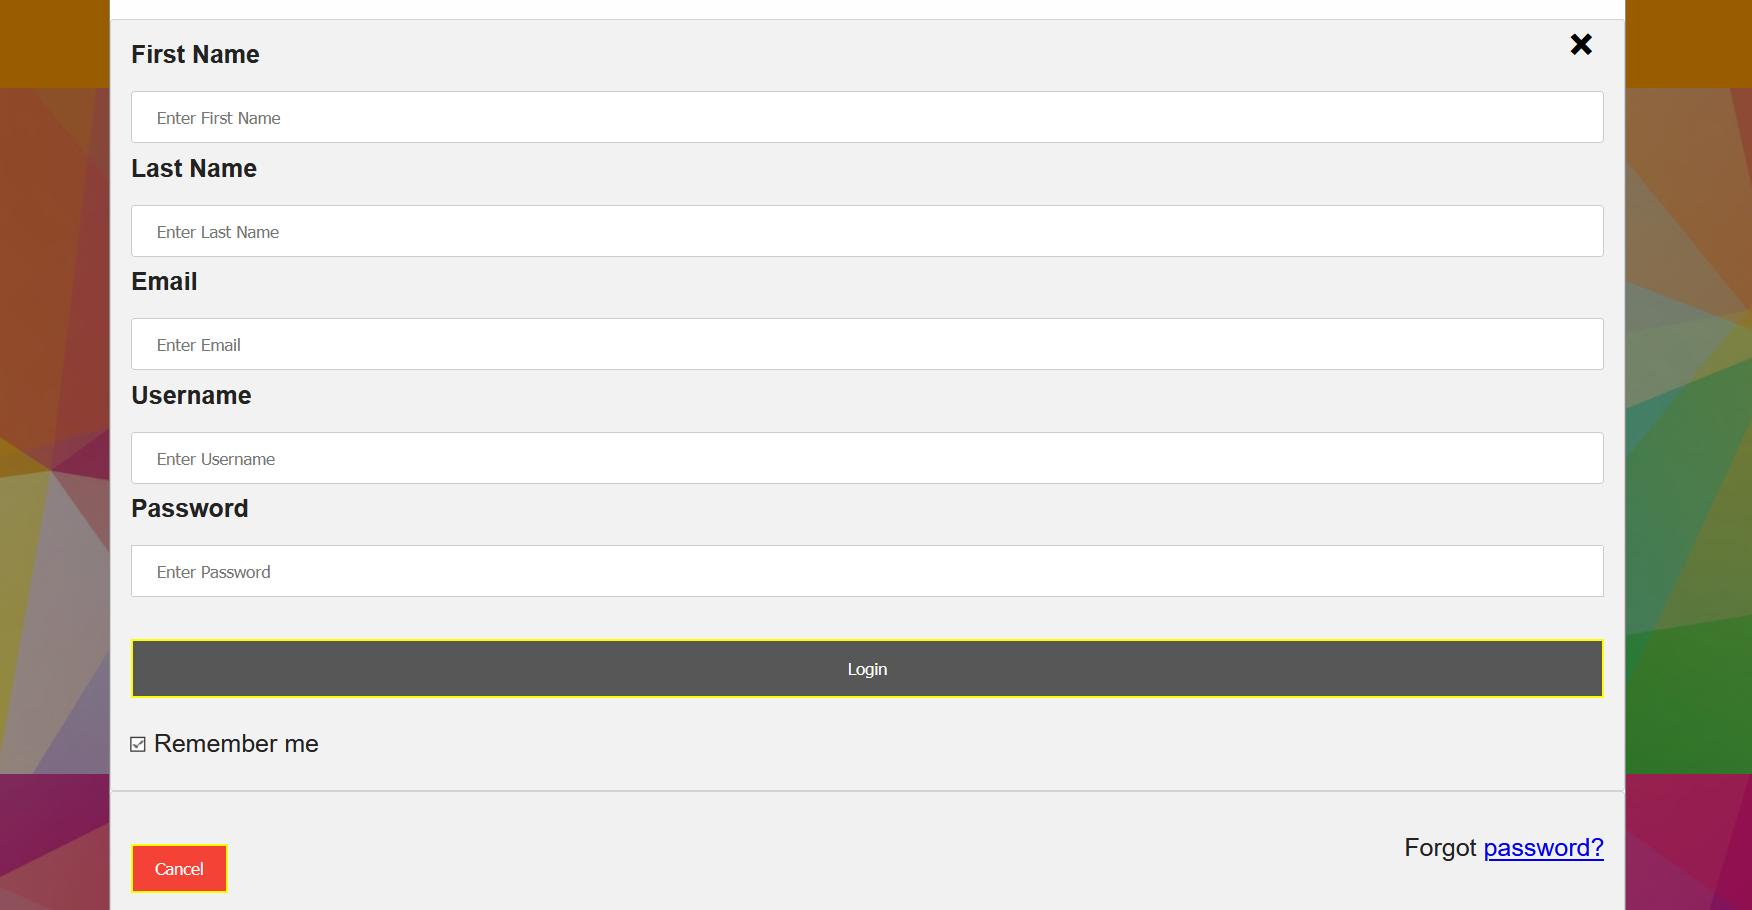 First Name
Enter First Name
Last Name
Enter Last Name
Email
Enter Email
Username
Enter Username
Password
Enter Password
Login
Remember me
Forgot password?
Cancel